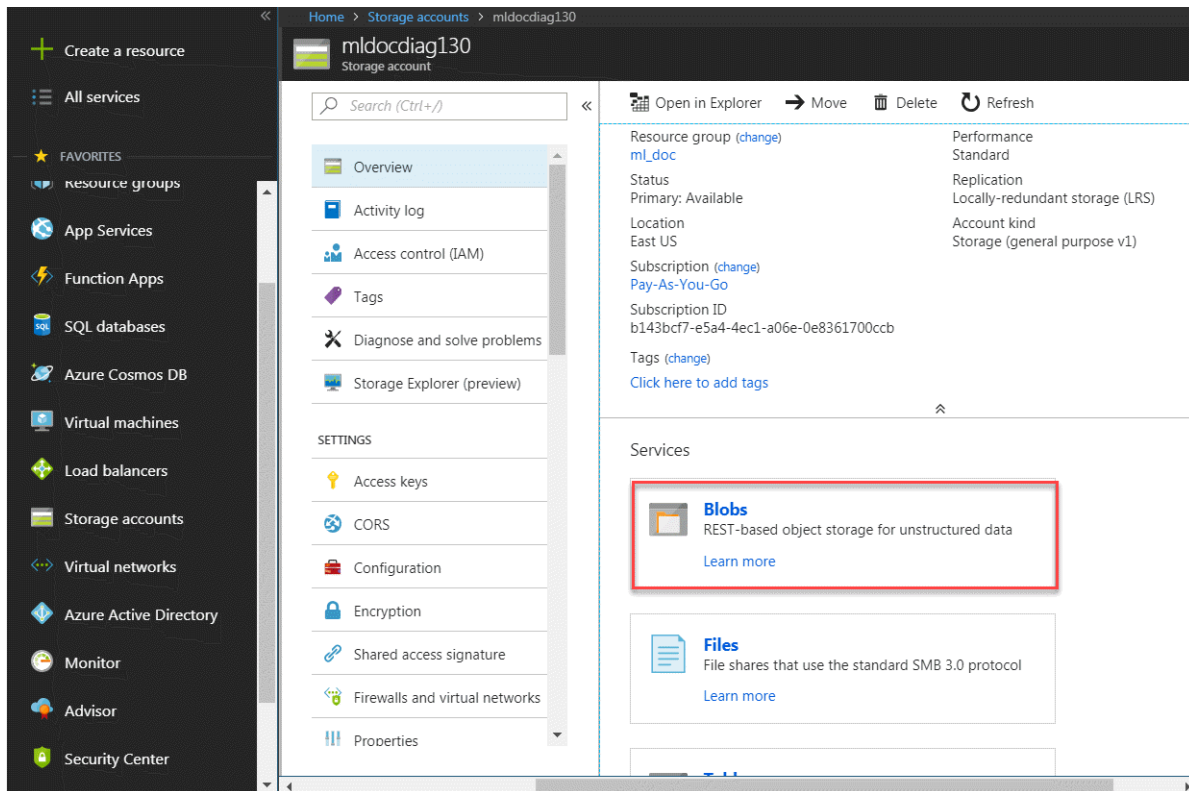 Create a resource
All services
FAVORITES
Resource groups
App Services
Function Apps
SQL databases
Azure Cosmos DB
Virtual machines
Load balancers
Storage accounts
Virtual networks
Azure Active Directory
Monitor
Advisor
Security Center
Home > Storage accounts > mldocdiag130
mldocdiag130
Storage account
Search (Ctrl+/)
Overview
Activity log
Access control (IAM)
Tags
Diagnose and solve problems
Storage Explorer (preview)
SETTINGS
Access keys
CORS
Configuration
Encryption
Shared access signature
Firewalls and virtual networks
Properties
Open in Explorer Move Delete Refresh
Resource group (change)
ml_doc
Status
Primary: Available
Location
East US
Subscription (change)
Pay-As-You-Go
Subscription ID
b143bcf7-e5a4-4ec1-a06e-0e8361700ccb
Tags (change)
Click here to add tags
Performance
Standard
Replication
Locally-redundant storage (LRS)
Account kind
Storage (general purpose v1)
Services
Blobs
REST-based object storage for unstructured data
Learn more
Files
File shares that use the standard SMB 3.0 protocol
Learn more